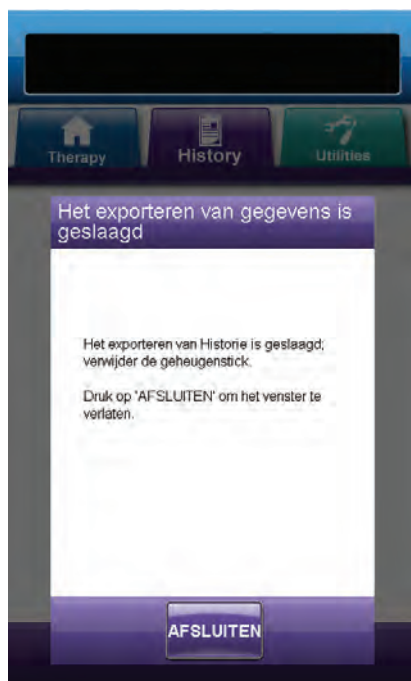 Therapy History Utilities
Het exporteren van gegevens is
geslaagd
Het exporteren van Historie is geslaagd;
verwijder de geheugenstick.
Druk op 'AFSLUITEN' om het venster te
verlaten.
AFSLUITEN